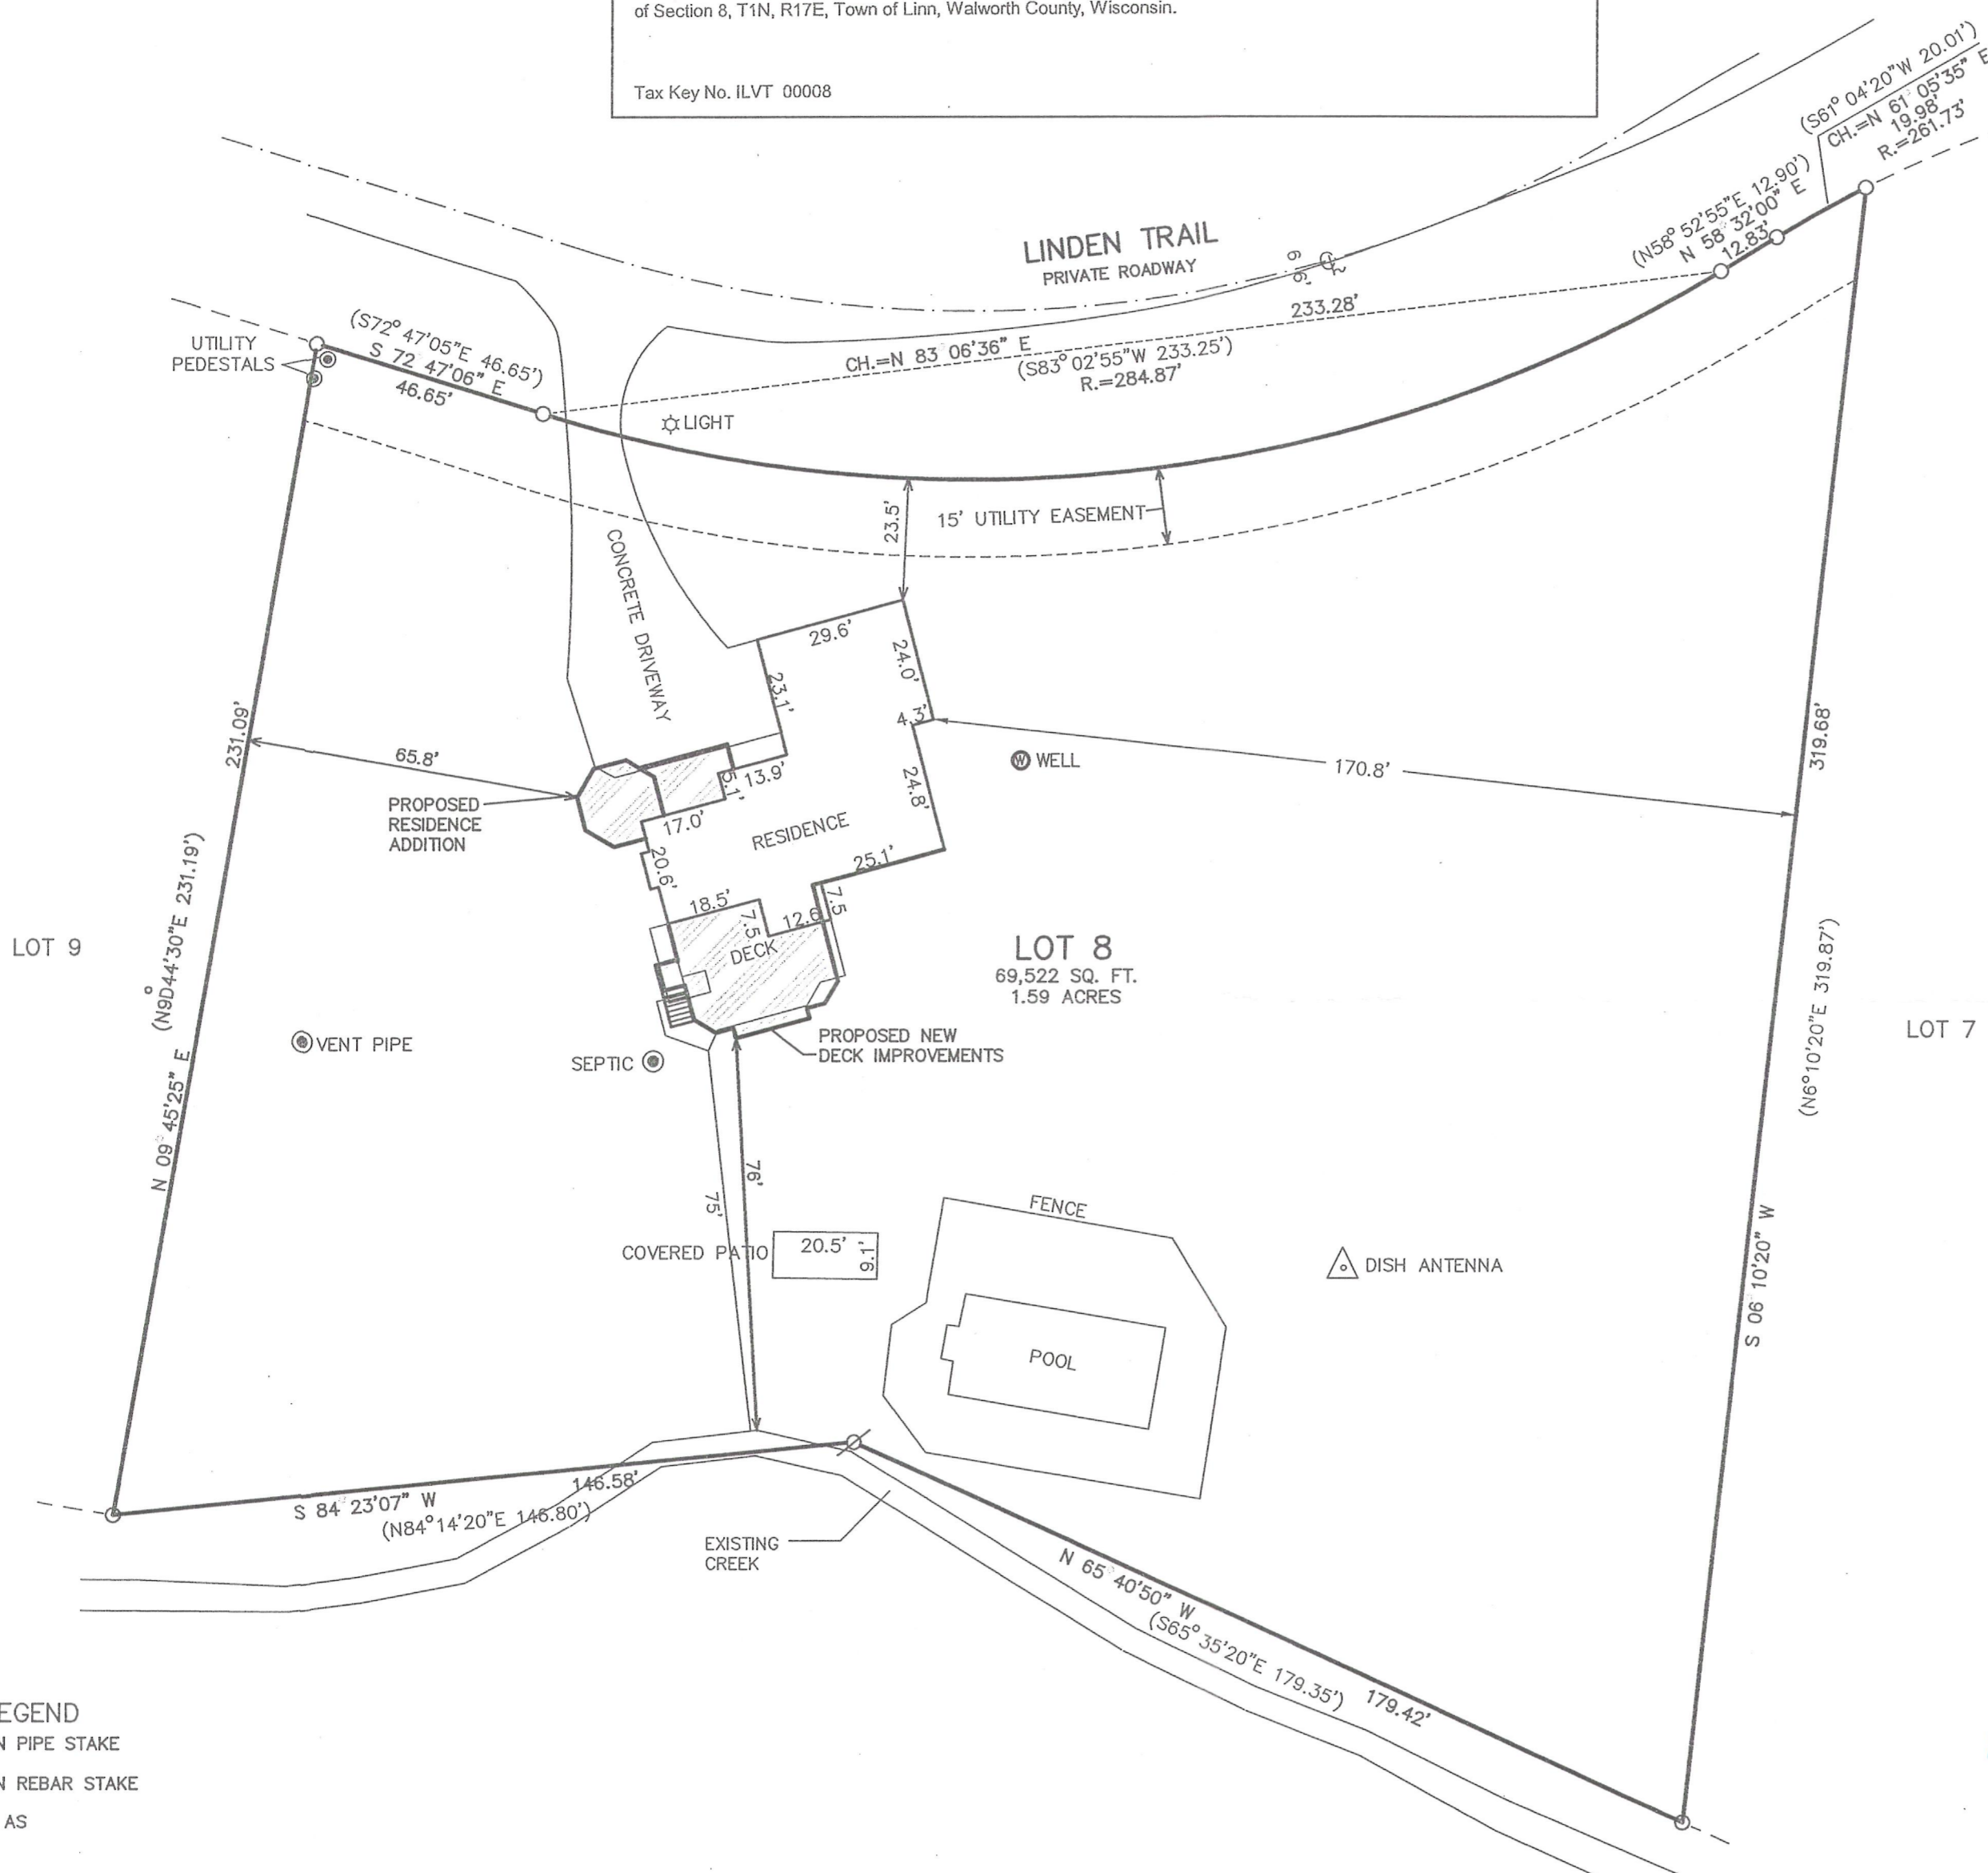 of Section 8, T1N, R17E, Town of Linn, Walworth County, Wisconsin.
Tax Key No. ILVT 00008
(S61° 04'20"W 20.01')
CH.=N 61° 05'35" E
19.98'
R.=261.73'
(N58° 52'55"E 12.90')
N 58° 32'00" E
12.83'
LINDEN TRAIL
PRIVATE ROADWAY
66'
233.28'
CH.=N 83 06'36" E
(S83° 02'55"W 233.25')
R.=284.87'
UTILITY
PEDESTALS
(S72° 47'05"E 46.65')
S 72 47'06" E
46.65'
LIGHT
23.5'
15' UTILITY EASEMENT
CONCRETE DRIVEWAY
29.6'
24.0'
23.1'
4.3'
231.09'
65.8'
WELL
170.8'
319.68'
PROPOSED
RESIDENCE
ADDITION
5.1'
13.9'
17.0'
24.8'
RESIDENCE
25.1'
20.6'
18.5'
7.5
12.6
7.5
DECK
LOT 9
LOT 8
69,522 SQ. FT.
1.59 ACRES
LOT 7
(N9D44'30"E 231.19')
N 09° 45'25" E
(N6°10'20"E 319.87')
S 06 10'20" W
VENT PIPE
SEPTIC
PROPOSED NEW
DECK IMPROVEMENTS
76'
75'
COVERED PATIO
20.5'
9.1'
FENCE
POOL
DISH ANTENNA
146.58'
S 84 23'07" W
(N84°14'20"E 146.80')
EXISTING
CREEK
N 65° 40'50" W
(S65° 35'20"E 179.35')
179.42'
EGEND
N PIPE STAKE
N REBAR STAKE
AS